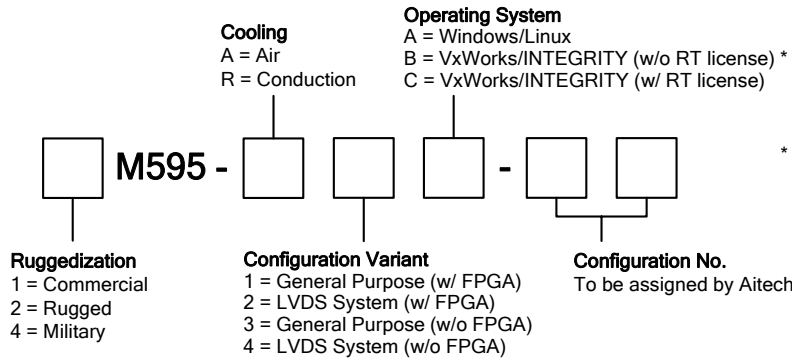 Operating System
A = Windows/Linux
B = VxWorks/INTEGRITY (w/o RT license) *
C = VxWorks/INTEGRITY (w/ RT license)
Cooling
A = Air
R = Conduction
M595 - -
*
Ruggedization
1 = Commercial
2 = Rugged
4 = Military
Configuration Variant
1 = General Purpose (w/ FPGA)
2 = LVDS System (w/ FPGA)
3 = General Purpose (w/o FPGA)
4 = LVDS System (w/o FPGA)
Configuration No.
To be assigned by Aitech